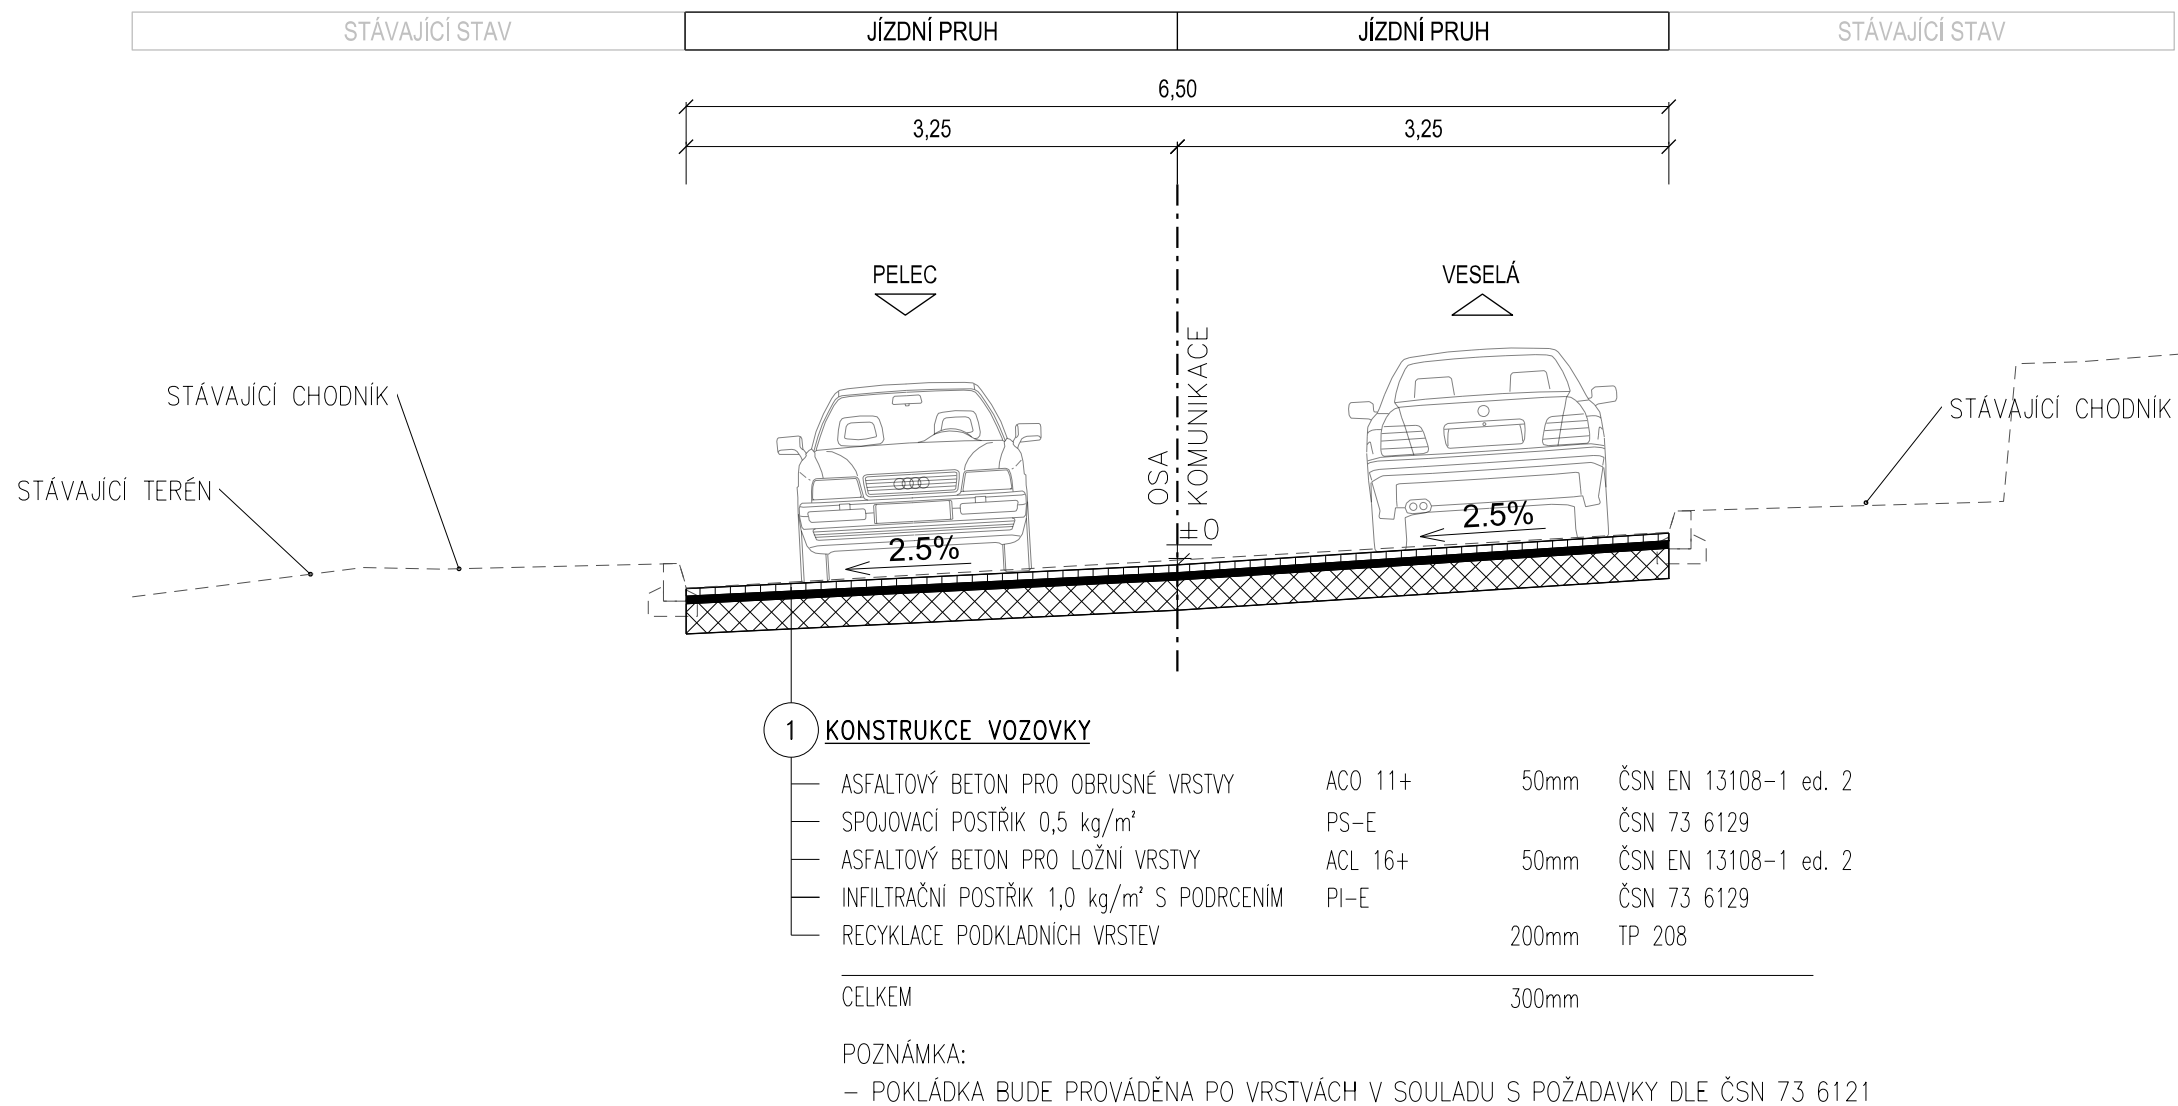 STÁVAJÍCÍ STAV JÍZDNÍ PRUH JÍZDNÍ PRUH STÁVAJÍCÍ STAV
6,50
3,25 3,25
PELEC VESELÁ
OSA
KOMUNIKACE
STÁVAJÍCÍ CHODNÍK
STÁVAJÍCÍ CHODNÍK
STÁVAJÍCÍ TERÉN
2.5%
±0
2.5%
1 KONSTRUKCE VOZOVKY
ASFALTOVÝ BETON PRO OBRUSNÉ VRSTVY ACO 11+ 50mm ČSN EN 13108-1 ed. 2
SPOJOVACÍ POSTŘIK 0,5 kg/m² PS-E ČSN 73 6129
ASFALTOVÝ BETON PRO LOŽNÍ VRSTVY ACL 16+ 50mm ČSN EN 13108-1 ed. 2
INFILTRAČNÍ POSTŘIK 1,0 kg/m² S PODRCENÍM PI-E ČSN 73 6129
RECYKLACE PODKLADNÍCH VRSTEV 200mm TP 208
CELKEM 300mm
POZNÁMKA:
- POKLÁDKA BUDE PROVÁDĚNA PO VRSTVÁCH V SOULADU S POŽADAVKY DLE ČSN 73 6121